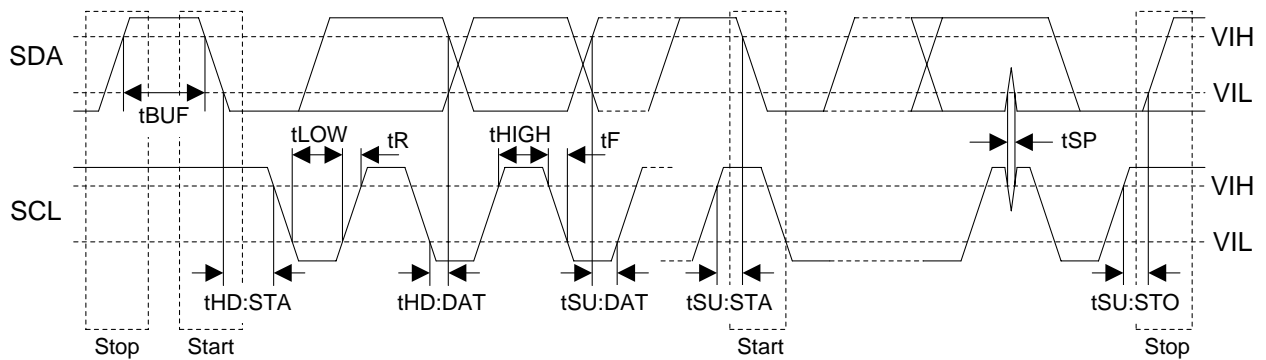 SDA
VIH
VIL
tBUF
tLOW
tR
tHIGH
tF
tSP
SCL
VIH
VIL
tHD:STA
tHD:DAT
tSU:DAT
tSU:STA
tSU:STO
Stop
Start
Start
Stop